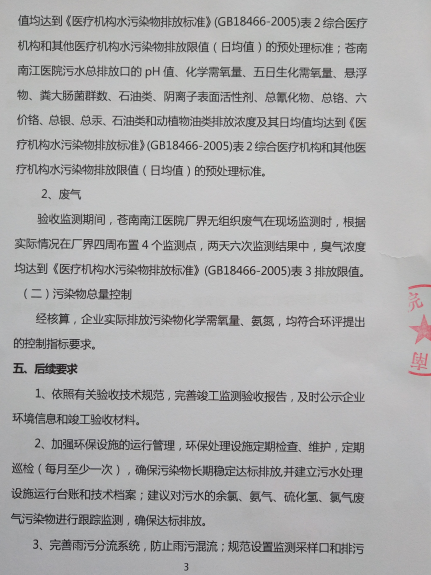 值均达到《医疗机构水污染物排放标准》(GB18466-2005)表 2 综合医疗
机构和其他医疗机构水污染物排放限值（日均值）的预处理标准；苍南
南江医院污水总排放口的 pH 值、化学需氧量、五日生化需氧量、悬浮
物、粪大肠菌群数、石油类、阴离子表面活性剂、总氰化物、总铬、六
价铬、总银、总汞、石油类和动植物油类排放浓度及其日均值均达到《医
疗机构水污染物排放标准》(GB18466-2005)表 2 综合医疗机构和其他医
疗机构水污染物排放限值（日均值）的预处理标准。
2、废气
验收监测期间，苍南南江医院厂界无组织废气在现场监测时，根据
实际情况在厂界四周布置 4 个监测点，两天六次监测结果中，臭气浓度
均达到《医疗机构水污染物排放标准》(GB18466-2005)表 3 排放限值。
（二）污染物总量控制
经核算，企业实际排放污染物化学需氧量、氨氮，均符合环评提出
的控制指标要求。
五、后续要求
1、依照有关验收技术规范，完善竣工监测验收报告，及时公示企业
环境信息和竣工验收材料。
2、加强环保设施的运行管理，环保处理设施定期检查、维护，定期
巡检（每月至少一次），确保污染物长期稳定达标排放,并建立污水处理
设施运行台账和技术档案；建议对污水的余氯、氨气、硫化氢、氯气废
气污染物进行跟踪监测，确保达标排放。
3、完善雨污分流系统，防止雨污混流；规范设置监测采样口和排污
3
南